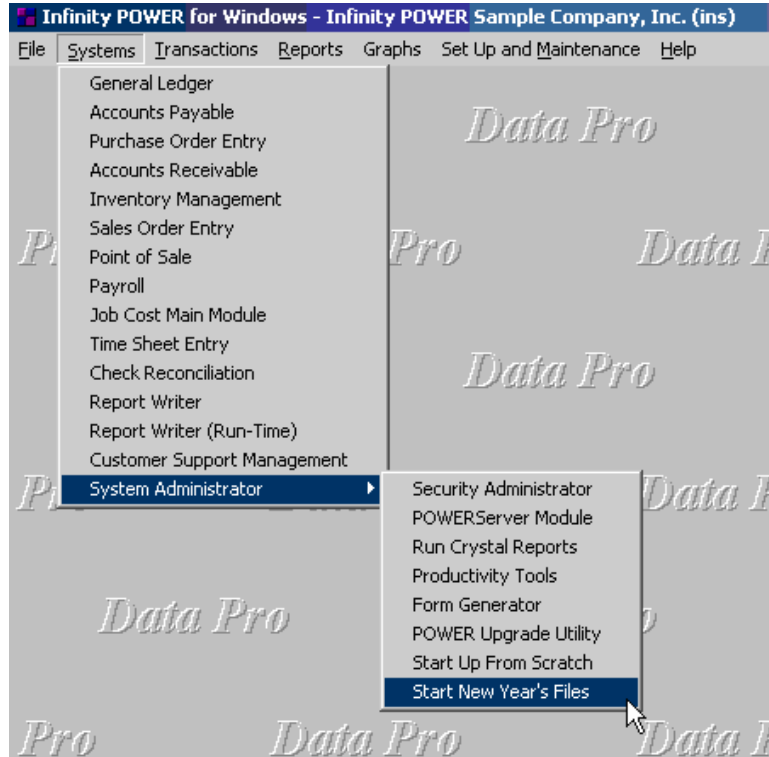 Infinity POWER for Windows - Infinity POWER Sample Company, Inc. (ins)
File Systems Transactions Reports Graphs Set Up and Maintenance Help
General Ledger
Accounts Payable
Purchase Order Entry
Accounts Receivable
Inventory Management
Sales Order Entry
Point of Sale
Payroll
Job Cost Main Module
Time Sheet Entry
Check Reconciliation
Report Writer
Report Writer (Run-Time)
Customer Support Management
System Administrator
Security Administrator
POWERServer Module
Run Crystal Reports
Productivity Tools
Form Generator
POWER Upgrade Utility
Start Up From Scratch
Start New Year's Files
Data Pro
Pro Data
Data Pro
Data
Data Pro
Pro Data Pro Data